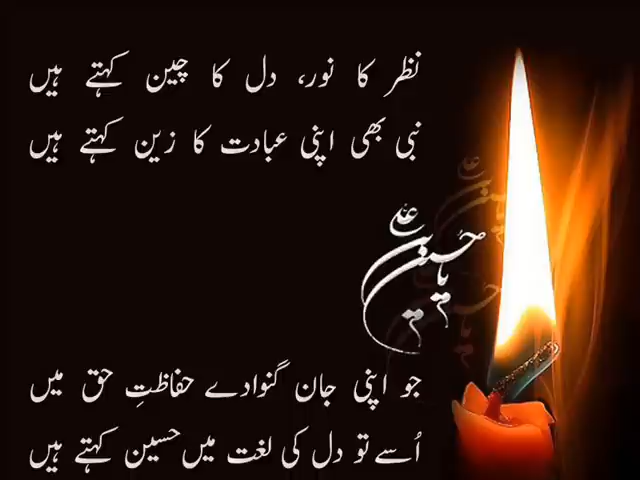 نظر کا نور، دل کا چین کہتے ہیں
نبی بھی اپنی عبادت کا زین کہتے ہیں
یا حسینؑ
جو اپنی جان گنوادے حفاظتِ حق میں
اُسے تو دل کی لغت میں حسین کہتے ہیں